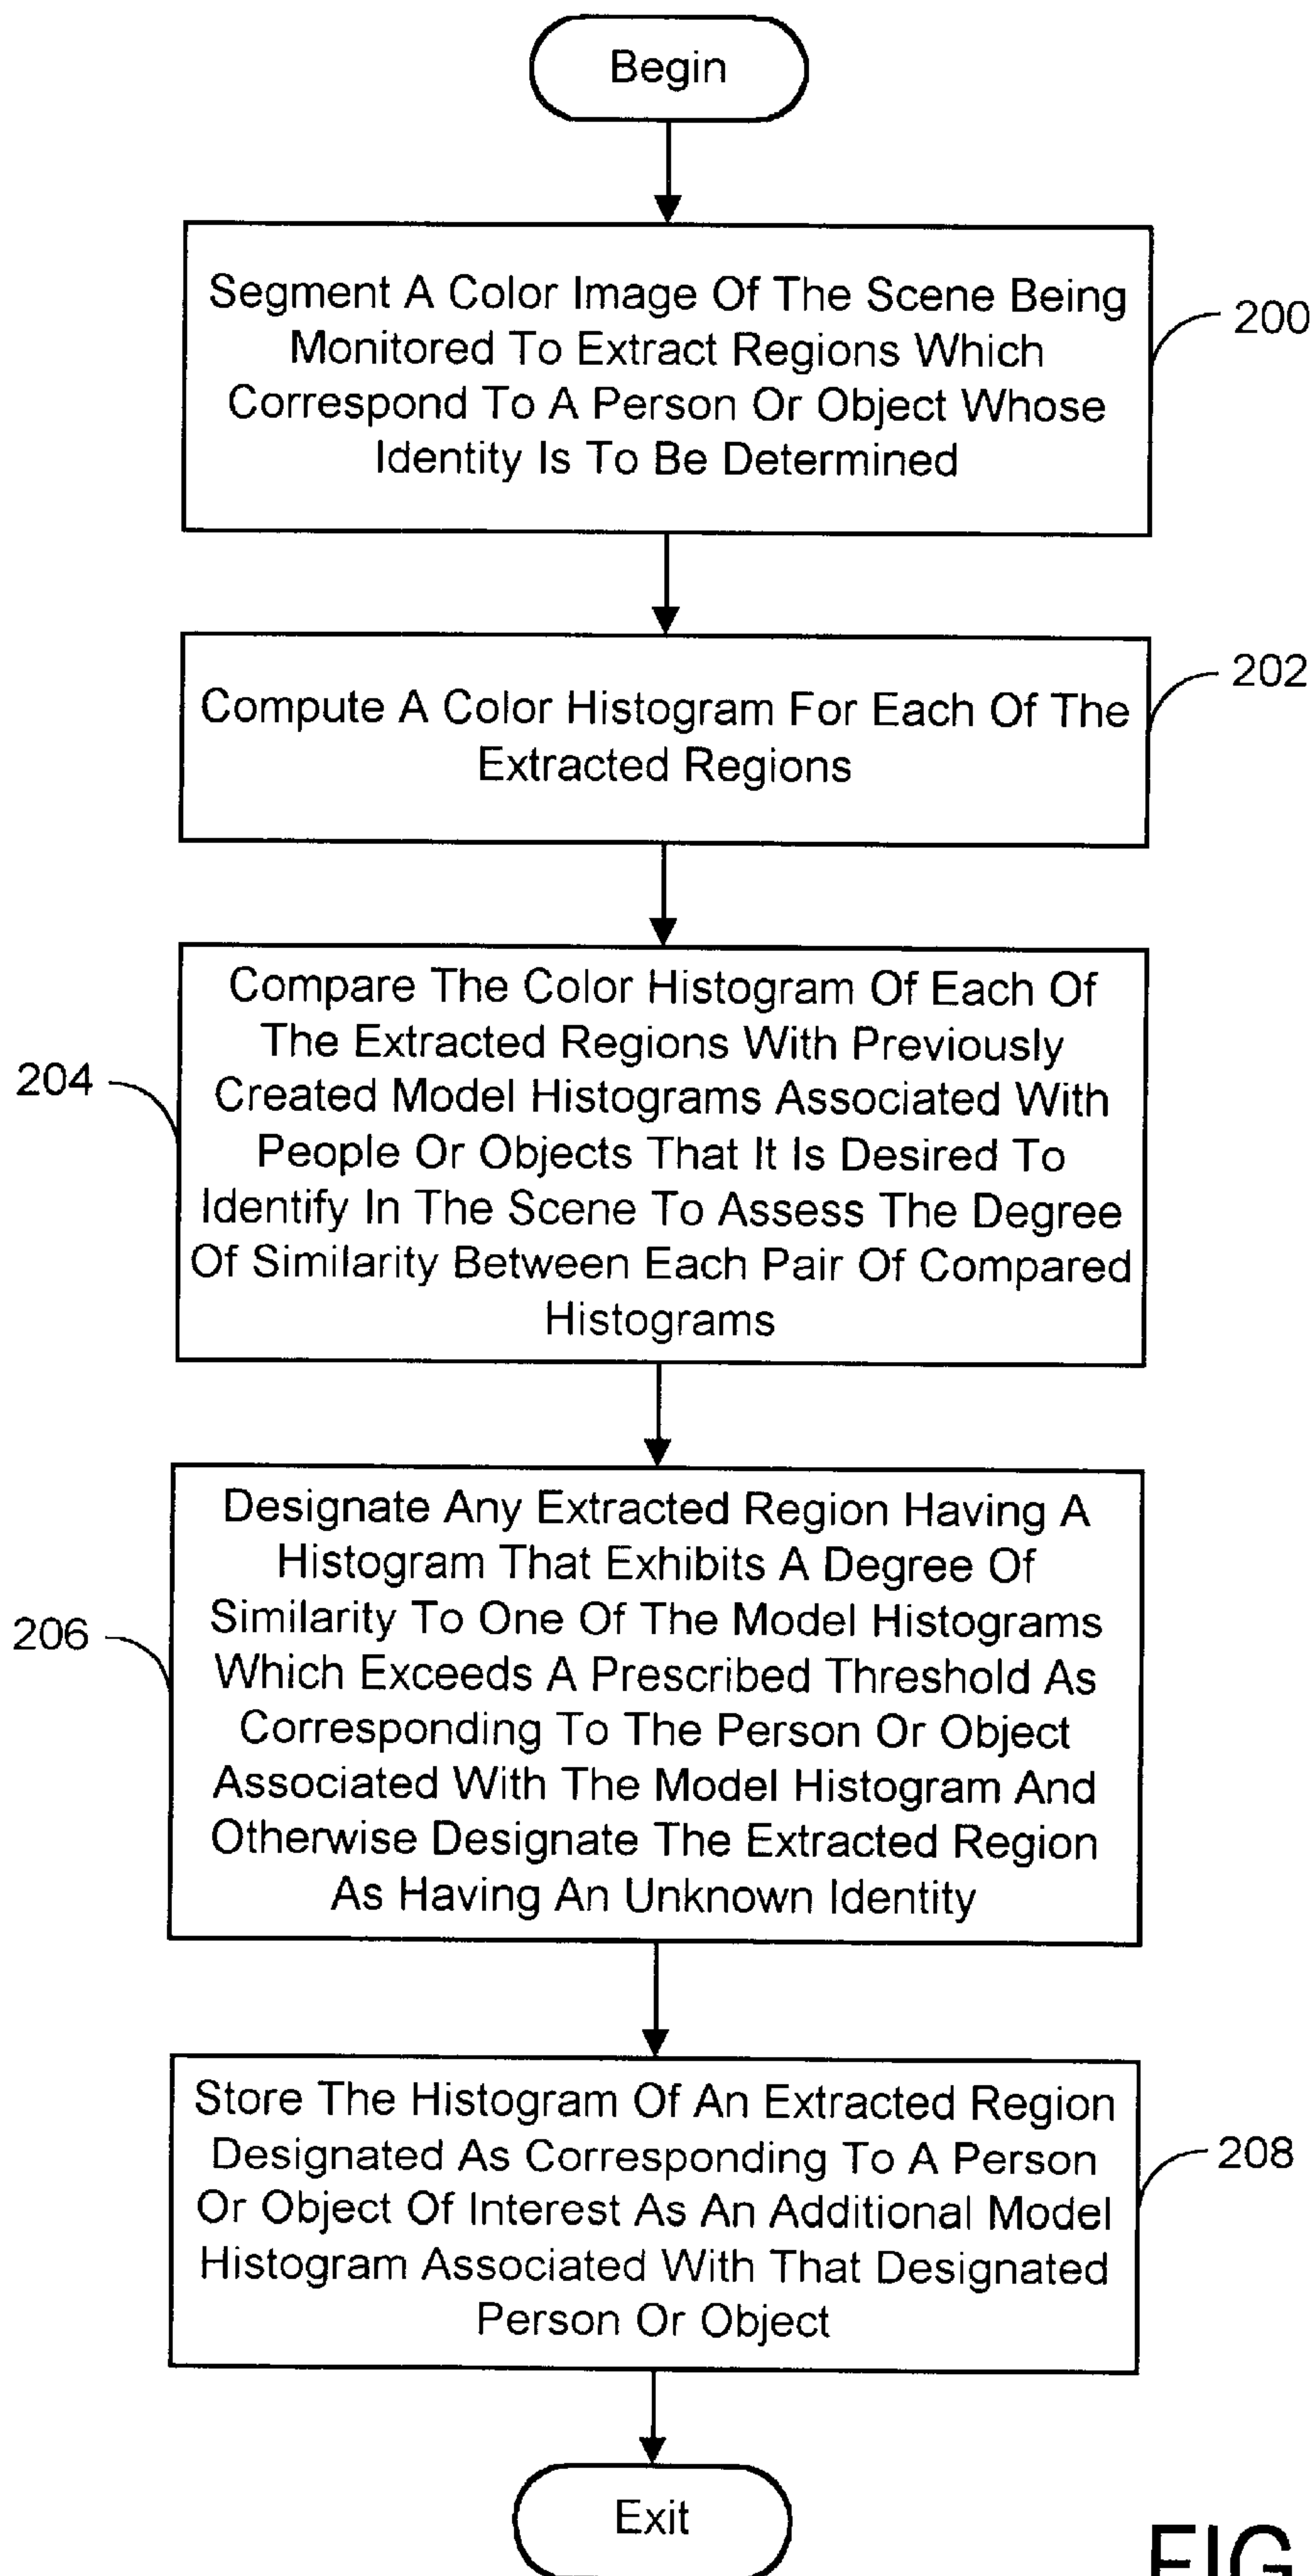 Begin
Segment A Color Image Of The Scene Being
Monitored To Extract Regions Which
Correspond To A Person Or Object Whose
Identity Is To Be Determined
200
Compute A Color Histogram For Each Of The
Extracted Regions
202
Compare The Color Histogram Of Each Of
The Extracted Regions With Previously
Created Model Histograms Associated With
People Or Objects That It Is Desired To
Identify In The Scene To Assess The Degree
Of Similarity Between Each Pair Of Compared
Histograms
204
Designate Any Extracted Region Having A
Histogram That Exhibits A Degree Of
Similarity To One Of The Model Histograms
Which Exceeds A Prescribed Threshold As
Corresponding To The Person Or Object
Associated With The Model Histogram And
Otherwise Designate The Extracted Region
As Having An Unknown Identity
206
Store The Histogram Of An Extracted Region
Designated As Corresponding To A Person
Or Object Of Interest As An Additional Model
Histogram Associated With That Designated
Person Or Object
208
Exit
FIG